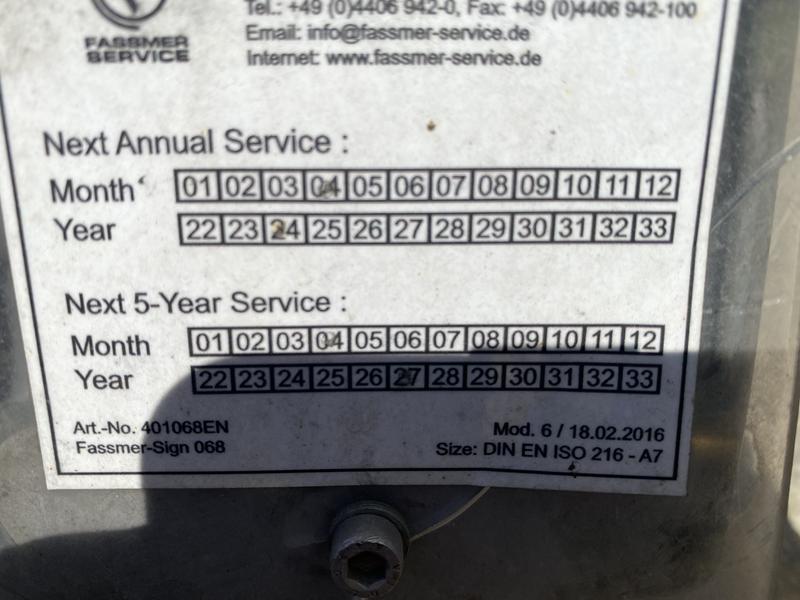 Tel.: +49 (0)4406 942-0, Fax: +49 (0)4406 942-100
Email: info@fassmer-service.de
Internet: www.fassmer-service.de
FASSMER
SERVICE
Next Annual Service :
Month 01 02 03 04 05 06 07 08 09 10 11 12
Year 22 23 24 25 26 27 28 29 30 31 32 33
Next 5-Year Service :
Month 01 02 03 04 05 06 07 08 09 10 11 12
Year 22 23 24 25 26 27 28 29 30 31 32 33
Art.-No. 401068EN
Fassmer-Sign 068
Mod. 6 / 18.02.2016
Size: DIN EN ISO 216 - A7